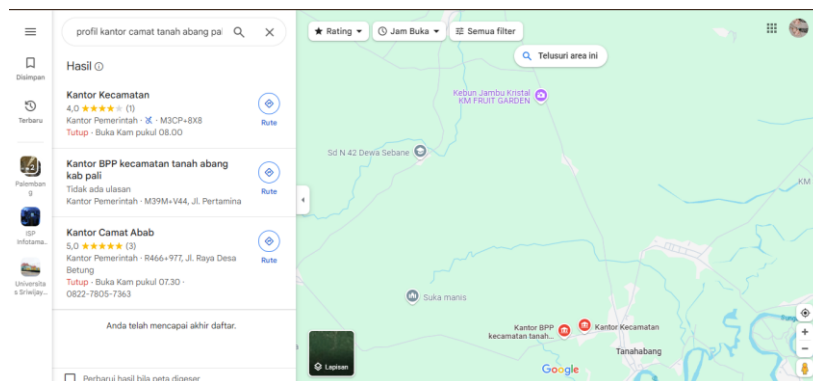 profil kantor camat tanah abang pa
Rating
Jam Buka
Semua filter
Telusuri area ini
Disimpan
Terbaru
Palemban
g
ISP
Infotama...
Universita
s Sriwijay...
Hasil
Kantor Kecamatan
4,0 ★★★★★ (1)
Kantor Pemerintah · M3CP+8X8
Tutup · Buka Kam pukul 08.00
Rute
Kantor BPP kecamatan tanah abang
kab pali
Tidak ada ulasan
Kantor Pemerintah · M39M+V44, Jl. Pertamina
Rute
Kantor Camat Abab
5,0 ★★★★★ (3)
Kantor Pemerintah · R466+977, Jl. Raya Desa
Betung
Tutup · Buka Kam pukul 07.30 ·
0822-7805-7363
Rute
Anda telah mencapai akhir daftar.
Perbarui hasil bila peta digeser
Kebun Jambu Kristal
KM FRUIT GARDEN
Sd N 42 Dewa Sebane
KM
Suka manis
Kantor BPP
kecamatan tanah...
Kantor Kecamatan
Tanahabang
Lapisan
Google